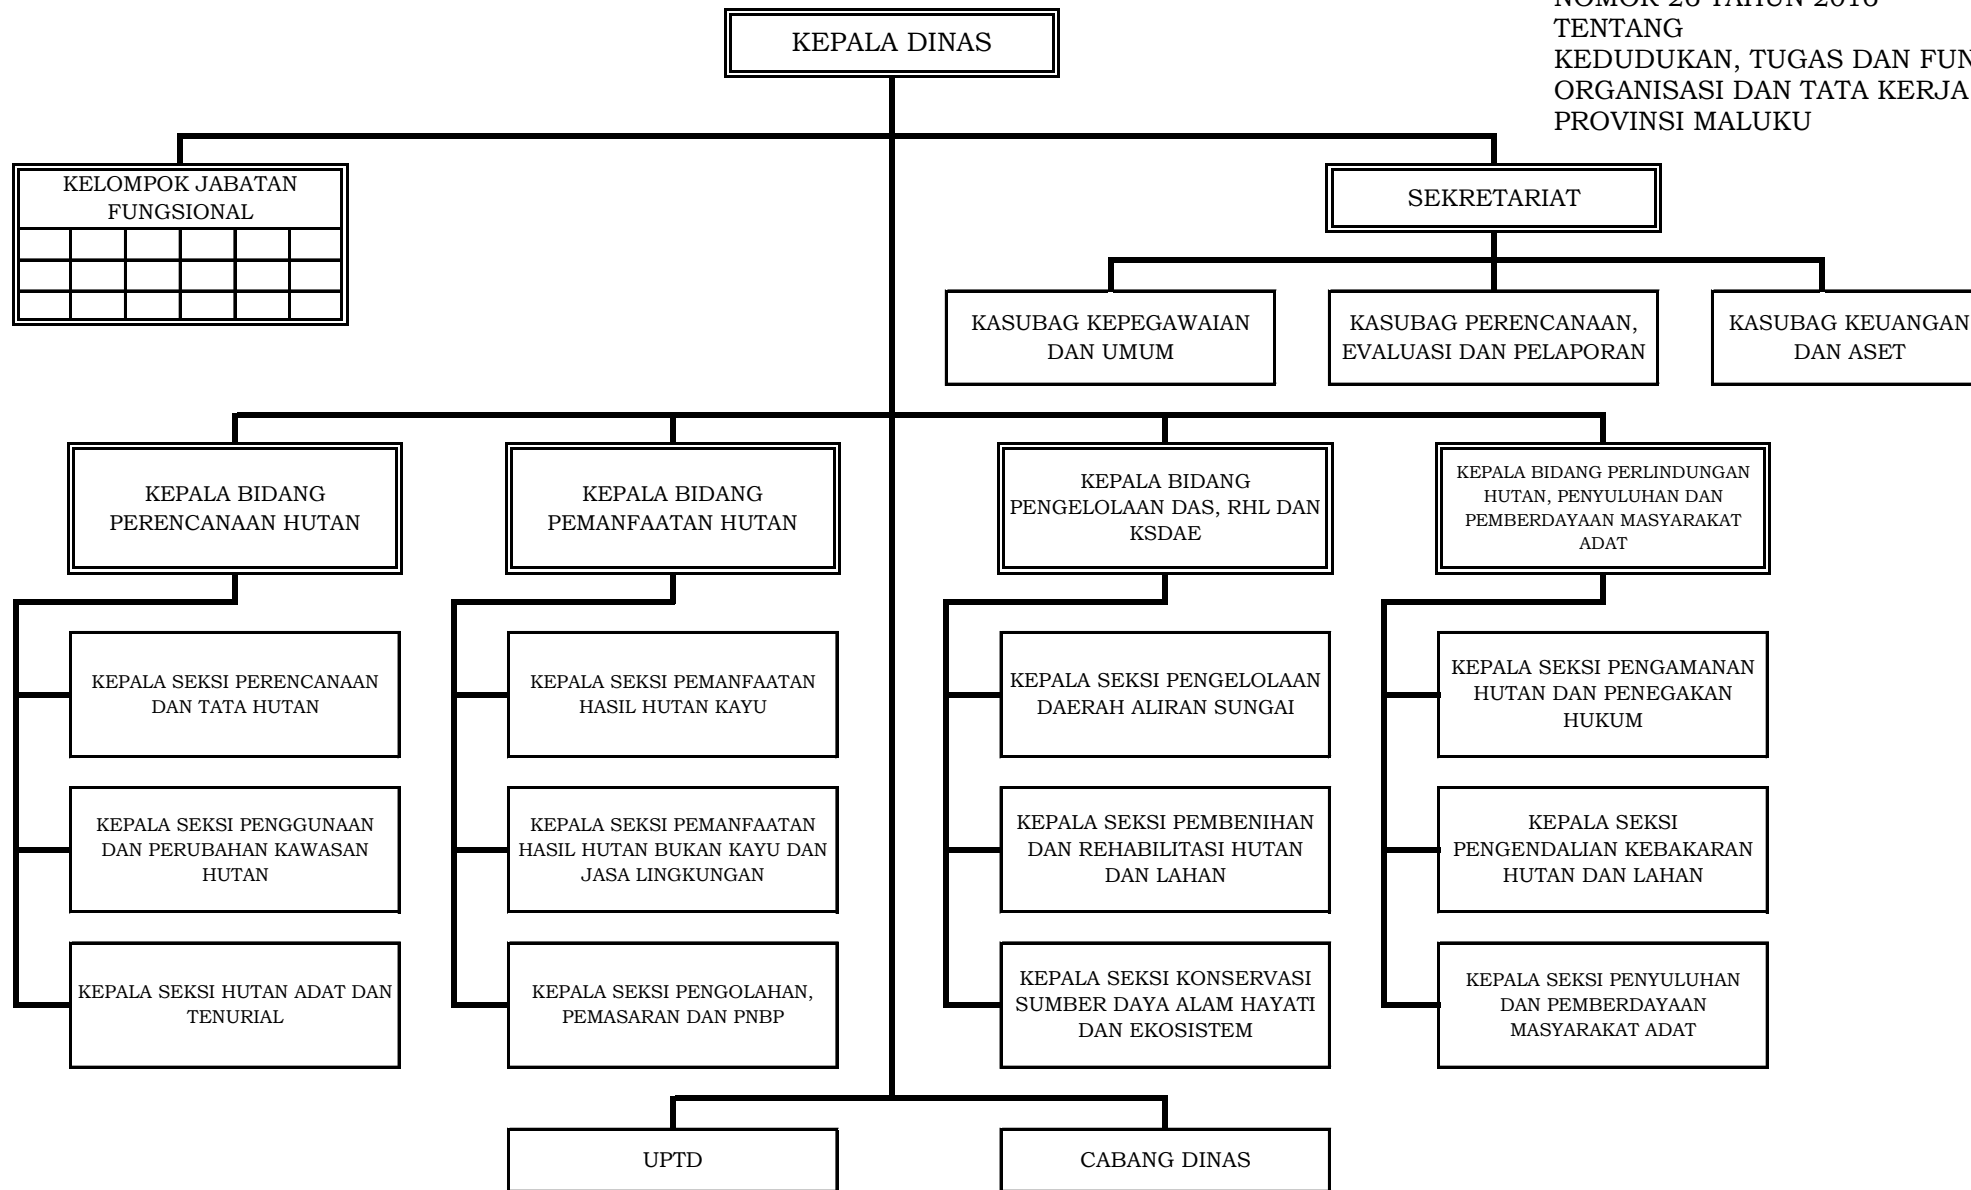 TENTANG
KEDUDUKAN, TUGAS DAN
ORGANISASI DAN TATA KERJA
PROVINSI MALUKU
KEPALA DINAS
KELOMPOK JABATAN
FUNGSIONAL
SEKRETARIAT
KASUBAG KEPEGAWAIAN
DAN UMUM
KASUBAG PERENCANAAN,
EVALUASI DAN PELAPORAN
KASUBAG KEUANGAN
DAN ASET
KEPALA BIDANG
PERENCANAAN HUTAN
KEPALA BIDANG
PEMANFAATAN HUTAN
KEPALA BIDANG
PENGELOLAAN DAS, RHL DAN
KSDAE
KEPALA BIDANG PERLINDUNGAN
HUTAN, PENYULUHAN DAN
PEMBERDAYAAN MASYARAKAT
ADAT
KEPALA SEKSI PERENCANAAN
DAN TATA HUTAN
KEPALA SEKSI PEMANFAATAN
HASIL HUTAN KAYU
KEPALA SEKSI PENGELOLAAN
DAERAH ALIRAN SUNGAI
KEPALA SEKSI PENGAMANAN
HUTAN DAN PENEGAKAN
HUKUM
KEPALA SEKSI PENGGUNAAN
DAN PERUBAHAN KAWASAN
HUTAN
KEPALA SEKSI PEMANFAATAN
HASIL HUTAN BUKAN KAYU DAN
JASA LINGKUNGAN
KEPALA SEKSI PEMBENIHAN
DAN REHABILITASI HUTAN
DAN LAHAN
KEPALA SEKSI
PENGENDALIAN KEBAKARAN
HUTAN DAN LAHAN
KEPALA SEKSI HUTAN ADAT DAN
TENURIAL
KEPALA SEKSI PENGOLAHAN,
PEMASARAN DAN PNBP
KEPALA SEKSI KONSERVASI
SUMBER DAYA ALAM HAYATI
DAN EKOSISTEM
KEPALA SEKSI PENYULUHAN
DAN PEMBERDAYAAN
MASYARAKAT ADAT
UPTD
CABANG DINAS